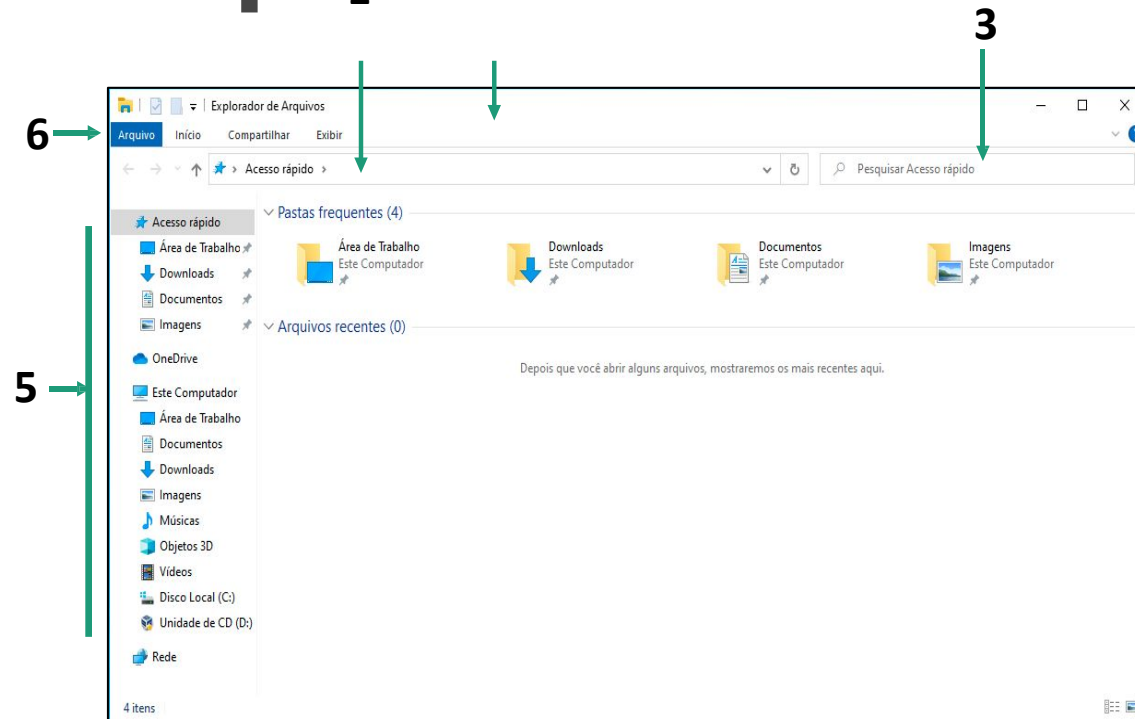 3
Explorador de Arquivos
6
Arquivo Início Compartilhar Exibir
Acesso rápido
Pesquisar Acesso rápido
Acesso rápido
Área de Trabalho
Downloads
Documentos
Imagens
OneDrive
5
Este Computador
Área de Trabalho
Documentos
Downloads
Imagens
Músicas
Objetos 3D
Vídeos
Disco Local (C:)
Unidade de CD (D:)
Rede
Pastas frequentes (4)
Área de Trabalho
Este Computador
Downloads
Este Computador
Documentos
Este Computador
Imagens
Este Computador
Arquivos recentes (0)
Depois que você abrir alguns arquivos, mostraremos os mais recentes aqui.
4 itens